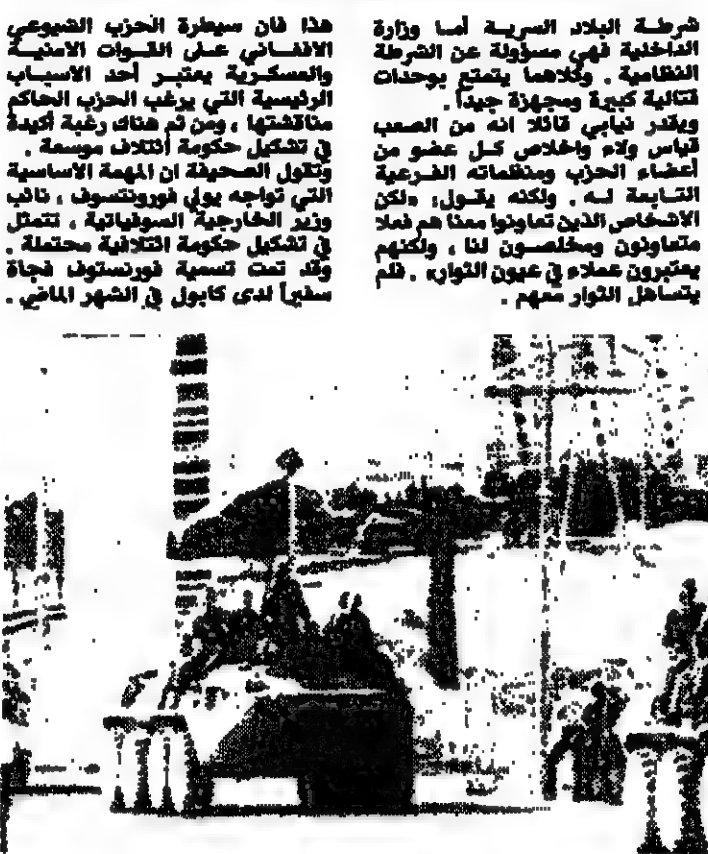 شرطة البلاد السرية أما وزارة
الداخلية فهي مسؤولة عن الشرطة
النظامية . وكلاهما يتمتع بوحدات
قتالية كبيرة ومجهزة جيداً .
ويقدر نيابي قائلا انه من الصعب
قياس ولاء واخلاص كل عضو من
أعضاء الحزب ومنظماته الفرعية
التابعة له . ولكنه يقول: «لكن
الاشخاص الذين تعاونوا معنا هم فعلا
متعاونون ومخلصون لنا ، ولكنهم
يعتبرون عملاء في عيون الثوار» . فلم
يتساهل الثوار معهم .
هذا فان سيطرة الحزب الشيوعي
الافغاني على القوات الامنية
والعسكرية يعتبر أحد الاسباب
الرئيسية التي يرغب الحزب الحاكم
مناقشتها ، ومن ثم هناك رغبة أكيدة
في تشكيل حكومة ائتلاف موسعة .
وتقول الصحيفة ان المهمة الاساسية
التي تواجه يولي فورونتسوف ، نائب
وزير الخارجية السوفياتية ، تتمثل
في تشكيل حكومة ائتلافية محتملة .
وقد تمت تسمية فورنستوف فجأة
سفيراً لدى كابول في الشهر الماضي .